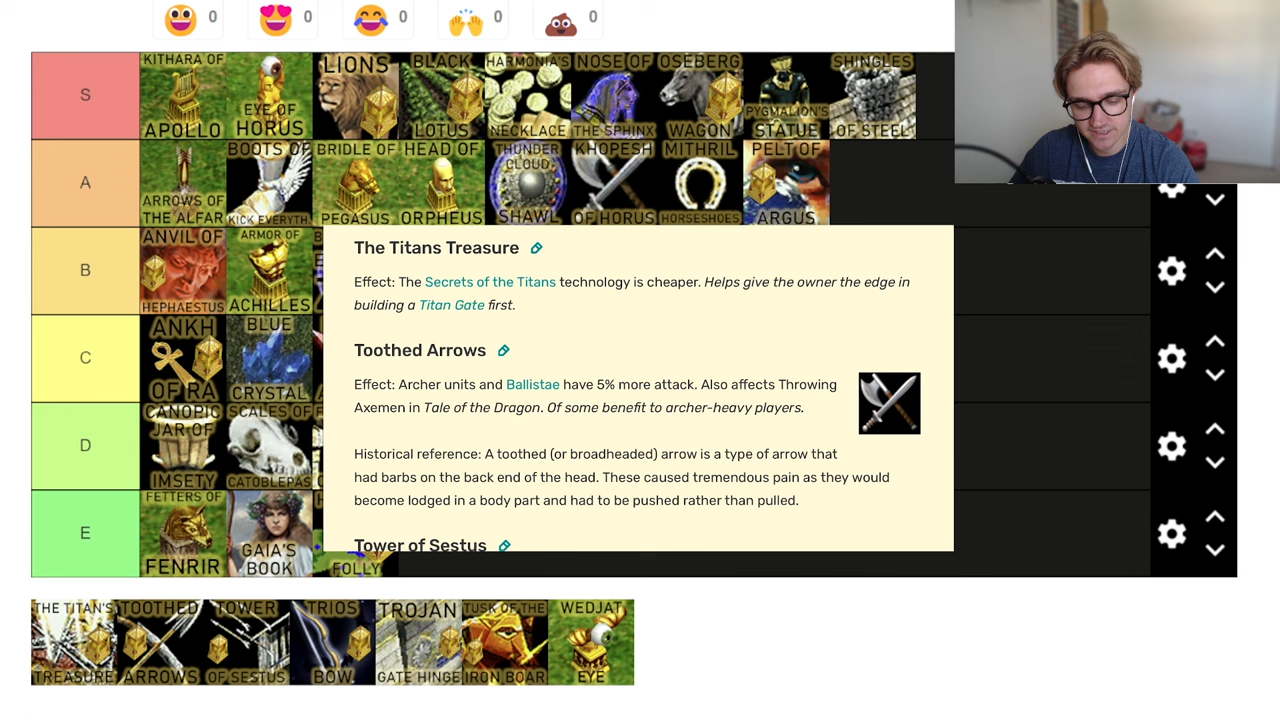 0 0 0 0 0
S
KITHARA OF APOLLO
EYE OF HORUS
LIONS
BLACK LOTUS
HARMONIA'S NECKLACE
NOSE OF THE SPHINX
OSEBERG WAGON
PYGMALION'S STATUE
SHINGLES OF STEEL
A
ARROWS OF THE ALFAR
BOOTS OF KICK EVERYTH
BRIDLE OF PEGASUS
HEAD OF ORPHEUS
THUNDER CLOUD SHAWL
KHOPESH OF HORUS
MITHRIL HORSESHOES
PELT OF ARGUS
B
ANVIL OF HEPHAESTUS
ARMOR OF ACHILLES
C
ANKH OF RA
BLUE CRYSTAL
D
CANOPIC JAR OF IMSETY
SCALES OF CATOBLEPAS
E
FETTERS OF FENRIR
GAIA'S BOOK
FOLLY
The Titans Treasure
Effect: The Secrets of the Titans technology is cheaper. Helps give the owner the edge in
building a Titan Gate first.
Toothed Arrows
Effect: Archer units and Ballistae have 5% more attack. Also affects Throwing
Axemen in Tale of the Dragon. Of some benefit to archer-heavy players.
Historical reference: A toothed (or broadheaded) arrow is a type of arrow that
had barbs on the back end of the head. These caused tremendous pain as they would
become lodged in a body part and had to be pushed rather than pulled.
Tower of Sestus
THE TITAN'S TREASURE
TOOTHED ARROWS
TOWER OF SESTUS
TRIOS BOW
TROJAN GATE HINGE
TUSK OF THE IRON BOAR
WEDJAT EYE